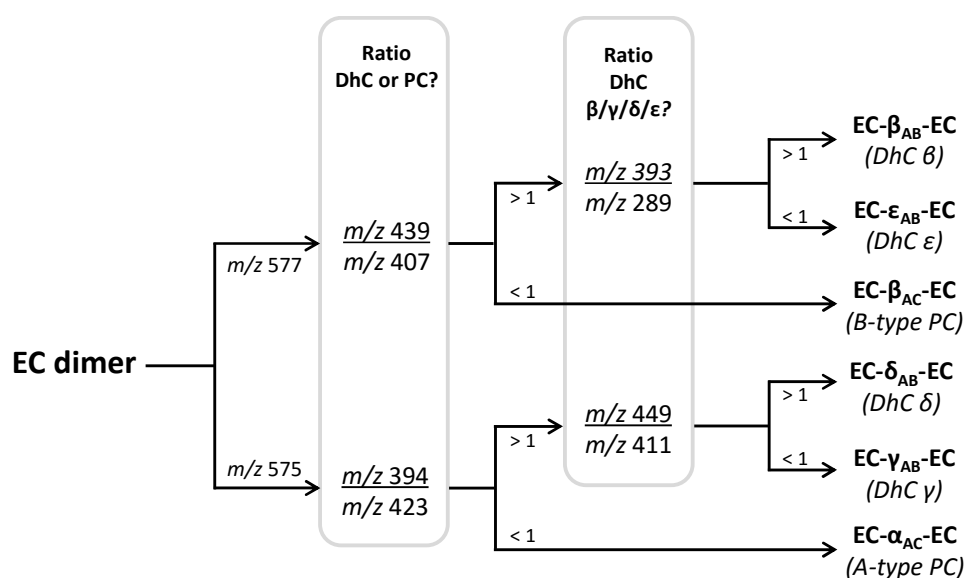 Ratio
DhC or PC?
Ratio
DhC
β/γ/δ/ε?
EC dimer
m/z 577
m/z 575
m/z 439
m/z 407
> 1
< 1
m/z 393
m/z 289
> 1
< 1
EC-βAB-EC
(DhC β)
EC-εAB-EC
(DhC ε)
EC-βAC-EC
(B-type PC)
m/z 394
m/z 423
> 1
< 1
m/z 449
m/z 411
> 1
< 1
EC-δAB-EC
(DhC δ)
EC-γAB-EC
(DhC γ)
EC-αAC-EC
(A-type PC)